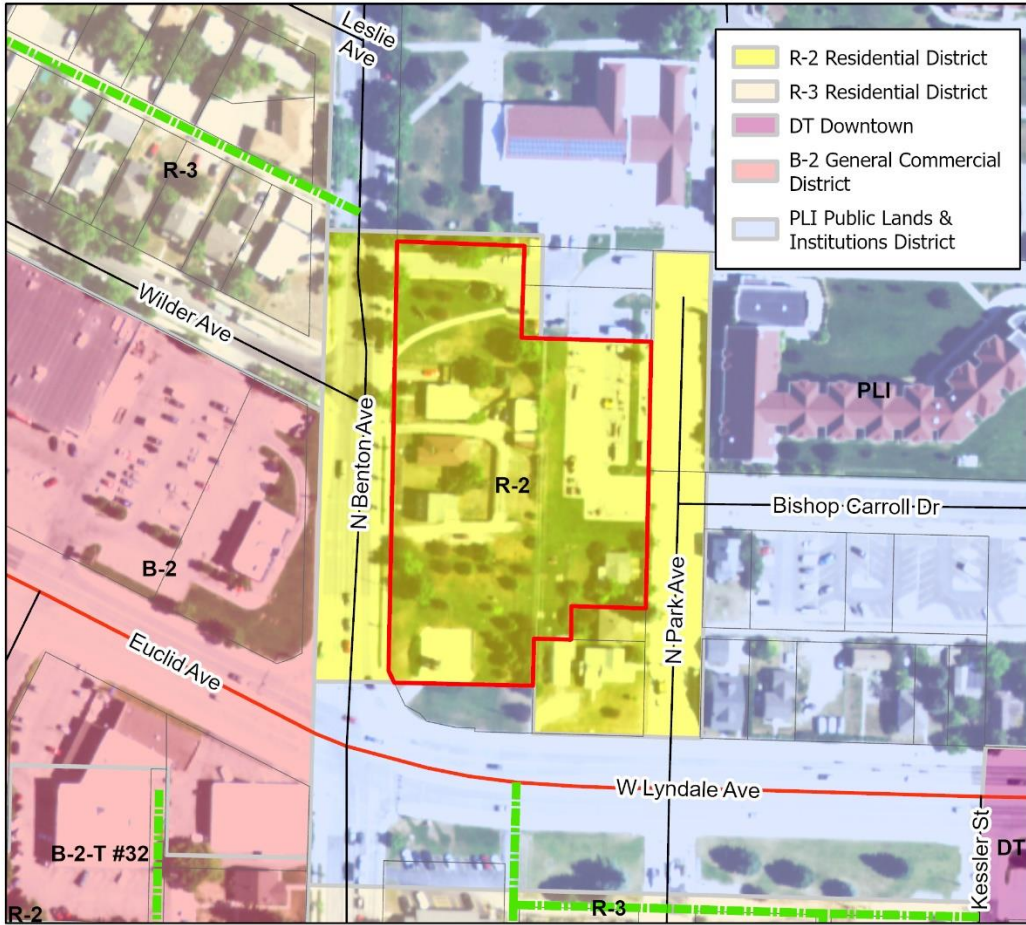 Leslie
Ave
R-2 Residential District
R-3 Residential District
DT Downtown
B-2 General Commercial
District
PLI Public Lands &
Institutions District
R-3
Wilder Ave
N Benton Ave
PLI
R-2
Bishop Carroll Dr
B-2
N Park Ave
Euclid Ave
W Lyndale Ave
B-2-T #32
Kessler St
DT
R-2
R-3